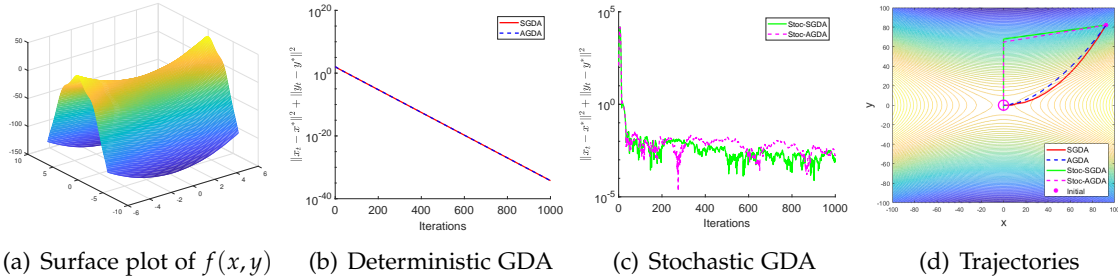 50
0
-50
-100
-150
10
5
0
-5
-10
-6
-4
-2
0
2
4
6
(a) Surface plot of f(x, y)
10^20
10^0
10^-20
10^-40
||x_t − x*||^2 + ||y_t − y*||^2
0 200 400 600 800 1000
Iterations
SGDA
AGDA
(b) Deterministic GDA
10^5
10^0
10^-5
||x_t − x*||^2 + ||y_t − y*||^2
0 200 400 600 800 1000
Iterations
Stoc-SGDA
Stoc-AGDA
(c) Stochastic GDA
100
80
60
40
20
0
-20
-40
-60
-80
-100
y
-100 -80 -60 -40 -20 0 20 40 60 80 100
x
SGDA
AGDA
Stoc-SGDA
Stoc-AGDA
Initial
(d) Trajectories